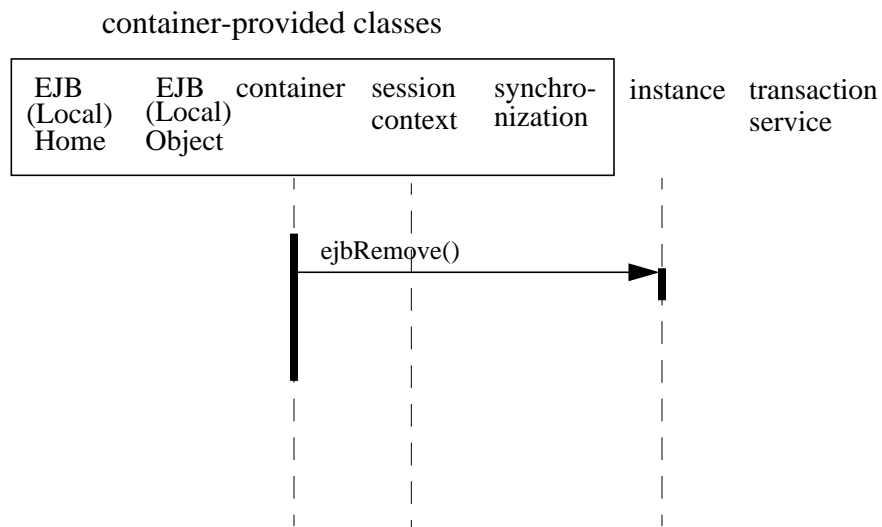 container-provided classes
EJB
(Local)
Home
EJB
(Local)
Object
container
session
context
synchro-
nization
instance
transaction
service
ejbRemove()